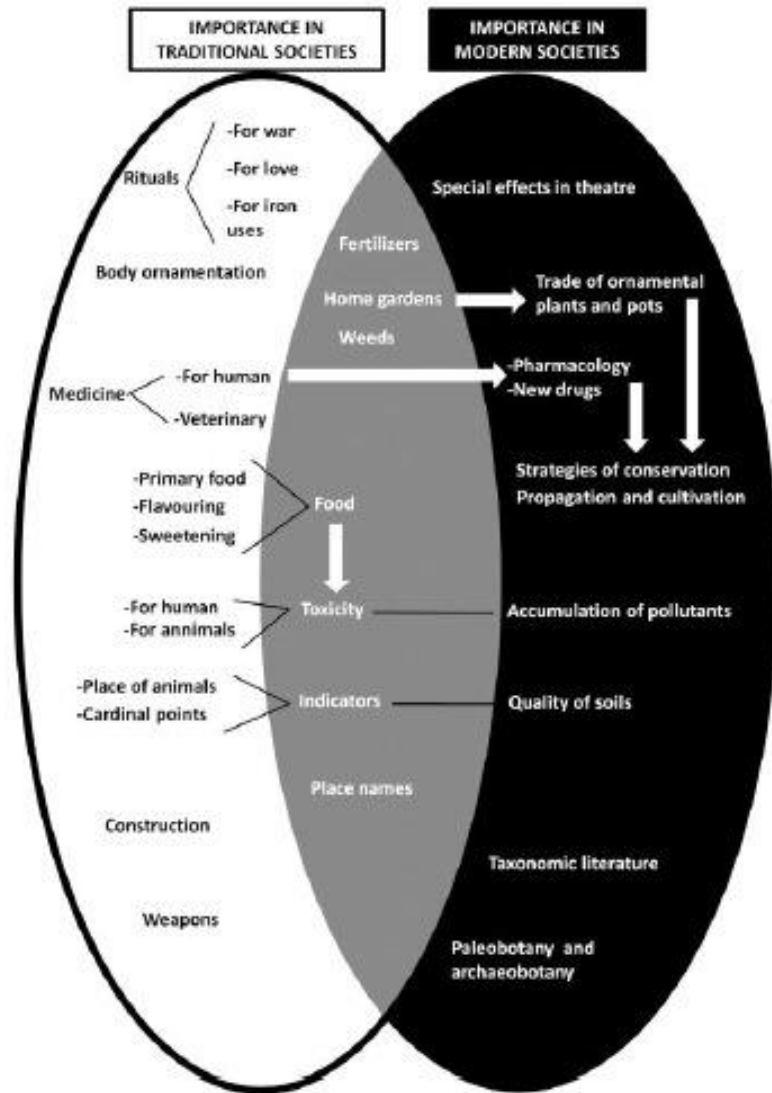 IMPORTANCE IN
TRADITIONAL SOCIETIES
IMPORTANCE IN
MODERN SOCIETIES
Rituals
-For war
-For love
-For iron
uses
Body ornamentation
Medicine
-For human
-Veterinary
-Primary food
-Flavouring
-Sweetening
-For human
-For annimals
-Place of animals
-Cardinal points
Construction
Weapons
Fertilizers
Home gardens
Weeds
Food
Toxicity
Indicators
Place names
Special effects in theatre
Trade of ornamental
plants and pots
-Pharmacology
-New drugs
Strategies of conservation
Propagation and cultivation
Accumulation of pollutants
Quality of soils
Taxonomic literature
Paleobotany and
archaeobotany